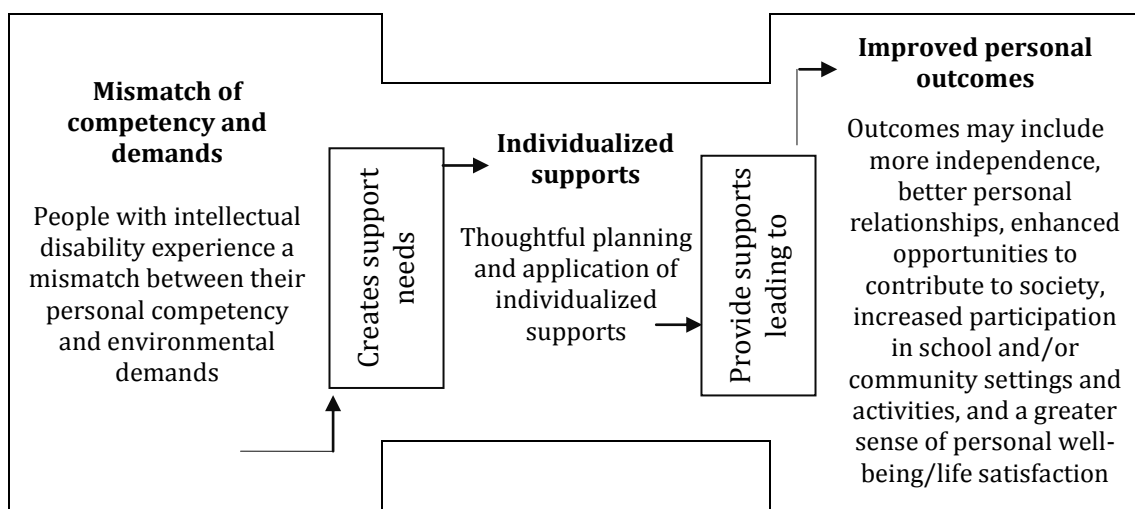 Mismatch of
competency and
demands
People with intellectual
disability experience a
mismatch between their
personal competency
and environmental
demands
Creates support
needs
Individualized
supports
Thoughtful planning
and application of
individualized
supports
Provide supports
leading to
Improved personal
outcomes
Outcomes may include
more independence,
better personal
relationships, enhanced
opportunities to
contribute to society,
increased participation
in school and/or
community settings and
activities, and a greater
sense of personal well-
being/life satisfaction